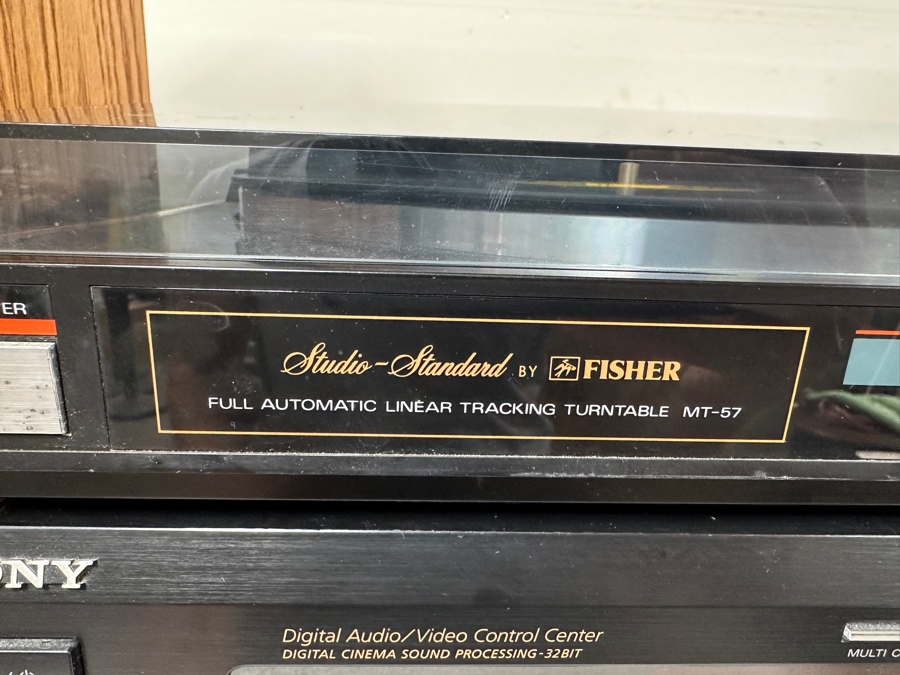 ER
Studio-Standard BY FISHER
FULL AUTOMATIC LINEAR TRACKING TURNTABLE MT-57
NY
Digital Audio/Video Control Center
DIGITAL CINEMA SOUND PROCESSING-32BIT
MULTI C